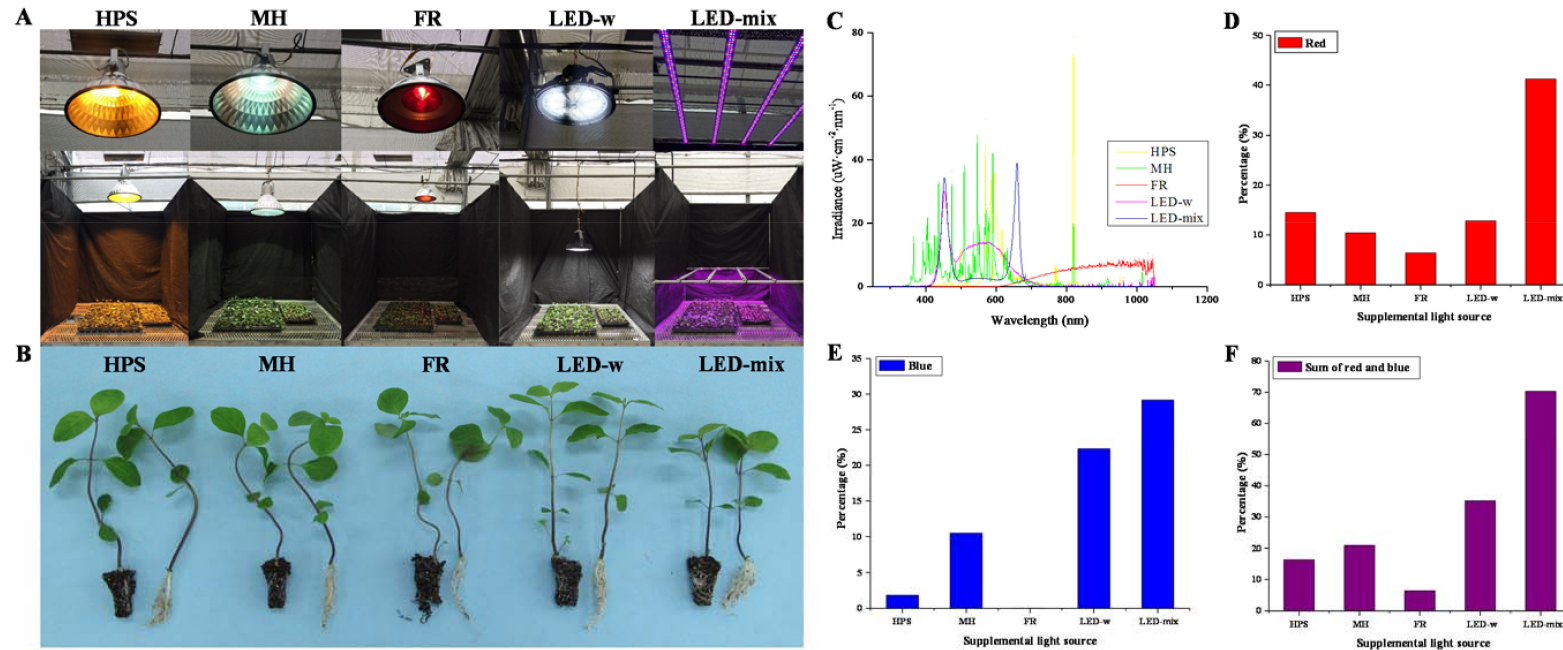 A
HPS MH FR LED-w LED-mix
B
HPS MH FR LED-w LED-mix
C
Irradiance (uW·cm⁻²·nm⁻¹)
80
60
40
20
0
HPS
MH
FR
LED-w
LED-mix
400 600 800 1000 1200
Wavelength (nm)
D
Red
Percentage (%)
50
40
30
20
10
0
HPS MH FR LED-w LED-mix
Supplemental light source
E
Blue
Percentage (%)
35
30
25
20
15
10
5
0
HPS MH FR LED-w LED-mix
Supplemental light source
F
Sum of red and blue
Percentage (%)
80
70
60
50
40
30
20
10
0
HPS MH FR LED-w LED-mix
Supplemental light source